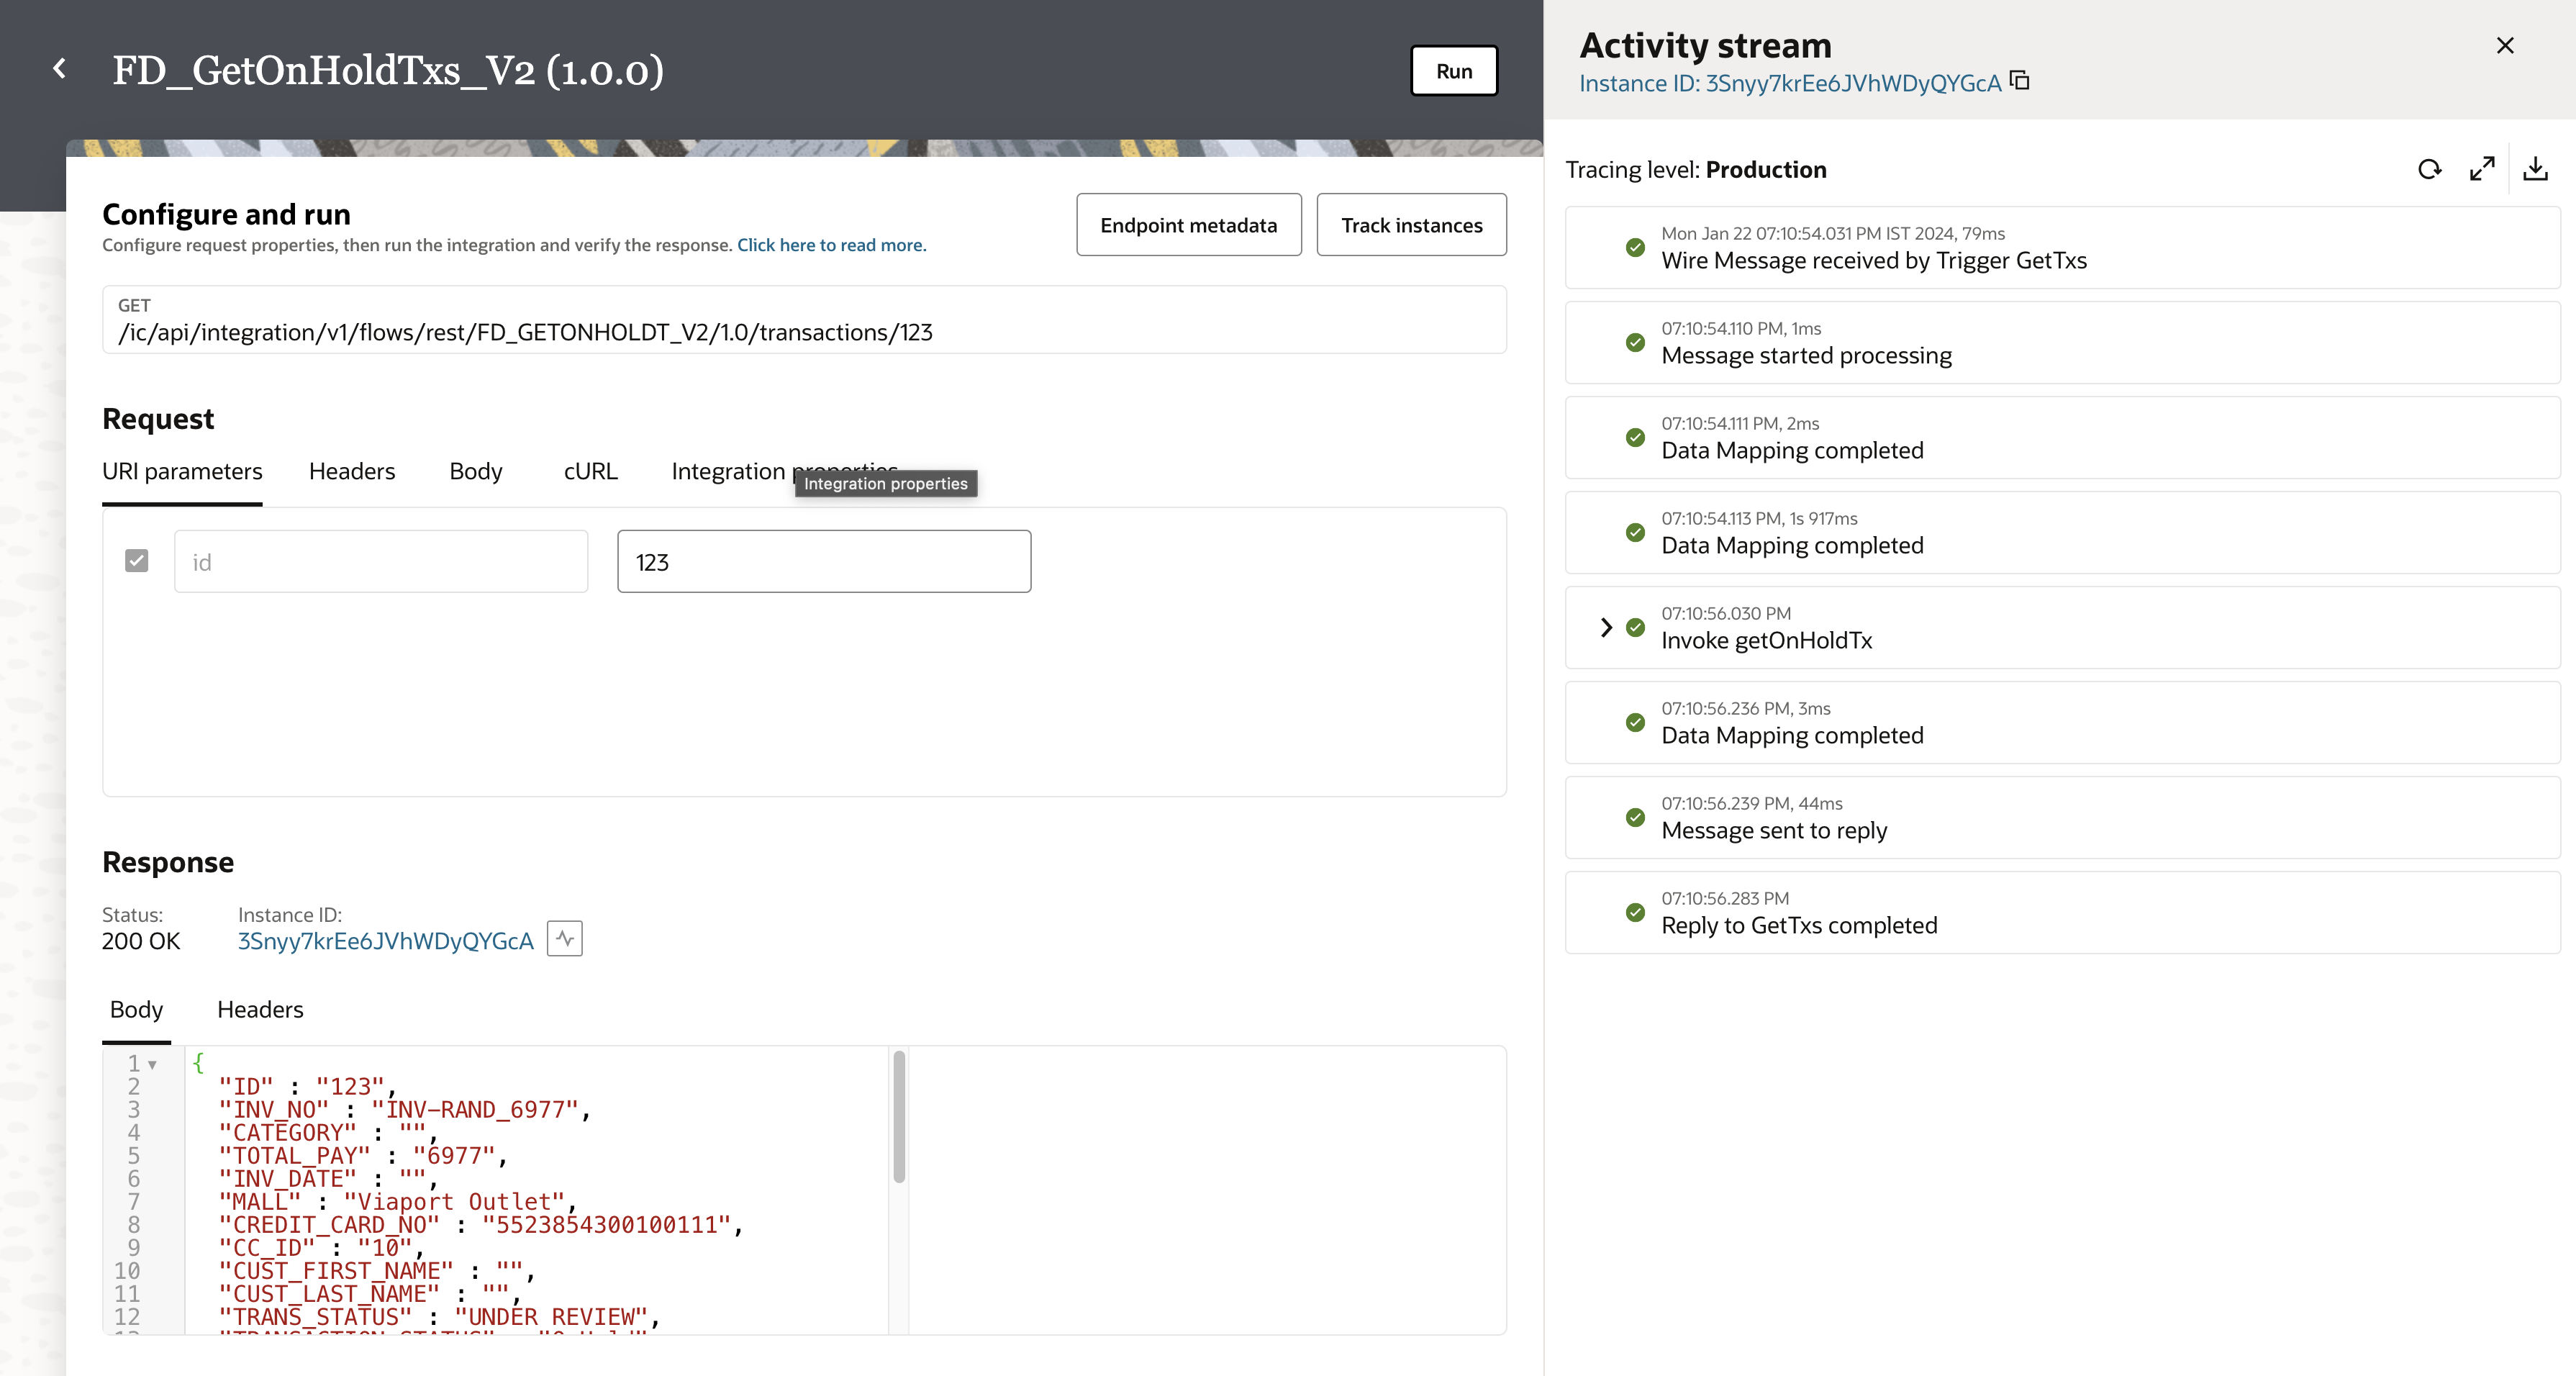 FD_GetOnHoldTxs_V2 (1.0.0)
Run
Configure and run
Configure request properties, then run the integration and verify the response. Click here to read more.
Endpoint metadata
Track instances
GET
/ic/api/integration/v1/flows/rest/FD_GETONHOLDT_V2/1.0/transactions/123
Request
URI parameters
Headers
Body
cURL
Integration properties
Integration properties
id
123
Response
Status:
200 OK
Instance ID:
3Snyy7krEe6JVhWDyQYGcA
Body
Headers
1 {
2 "ID" : "123",
3 "INV_NO" : "INV-RAND_6977",
4 "CATEGORY" : "",
5 "TOTAL_PAY" : "6977",
6 "INV_DATE" : "",
7 "MALL" : "Viaport Outlet",
8 "CREDIT_CARD_NO" : "5523854300100111",
9 "CC_ID" : "10",
10 "CUST_FIRST_NAME" : "",
11 "CUST_LAST_NAME" : "",
12 "TRANS_STATUS" : "UNDER REVIEW",
Activity stream
Instance ID: 3Snyy7krEe6JVhWDyQYGcA
Tracing level: Production
Mon Jan 22 07:10:54.031 PM IST 2024, 79ms
Wire Message received by Trigger GetTxs
07:10:54.110 PM, 1ms
Message started processing
07:10:54.111 PM, 2ms
Data Mapping completed
07:10:54.113 PM, 1s 917ms
Data Mapping completed
07:10:56.030 PM
Invoke getOnHoldTx
07:10:56.236 PM, 3ms
Data Mapping completed
07:10:56.239 PM, 44ms
Message sent to reply
07:10:56.283 PM
Reply to GetTxs completed